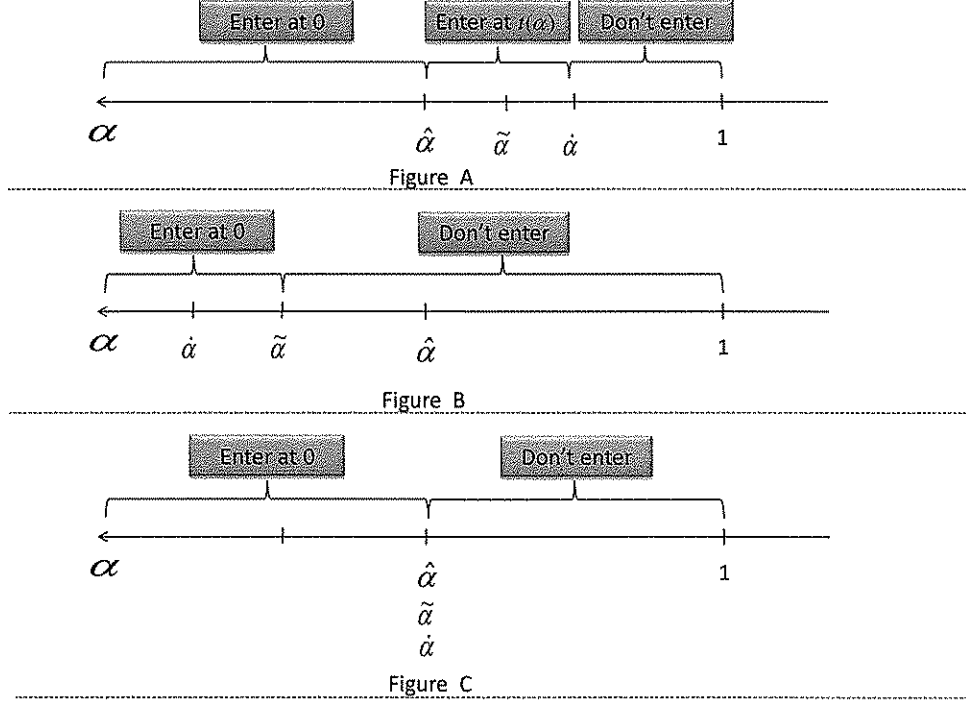 Enter at 0 Enter at t(α) Don't enter
α α̂ α̃ α̇ 1
Figure A
Enter at 0 Don't enter
α α̇ α̃ α̂ 1
Figure B
Enter at 0 Don't enter
α α̂ 1
α̃
α̇
Figure C